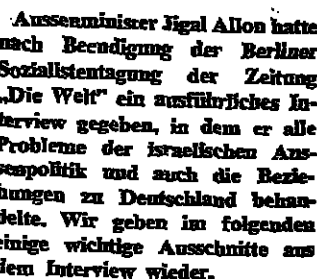 Aussenminister Jigal Allon hatte
nach Beendigung der Berliner
Sozialistentagung der Zeitung
„Die Welt" ein ausführliches In-
terview gegeben, in dem er alle
Probleme der israelischen Aus-
senpolitik und auch die Bezie-
hungen zu Deutschland behan-
delte. Wir geben im folgenden
einige wichtige Ausschnitte aus
dem Interview wieder.